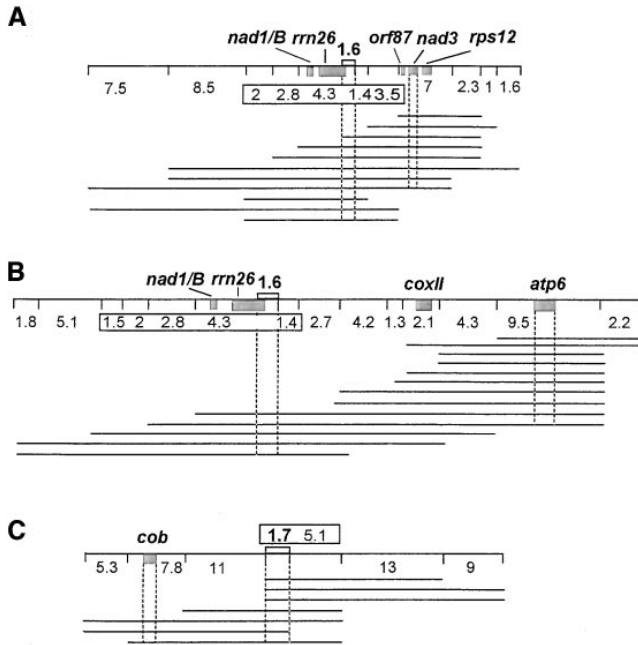 A
nad1/B rrn26 1.6 orf87 nad3 rps12
7.5 8.5 2 2.8 4.3 1.4 3.5 7 2.3 1 1.6
B
nad1/B rrn26 1.6 coxII atp6
1.8 5.1 1.5 2 2.8 4.3 1.4 2.7 4.2 1.3 2.1 4.3 9.5 2.2
C
cob 1.7 5.1
5.3 7.8 11 13 9